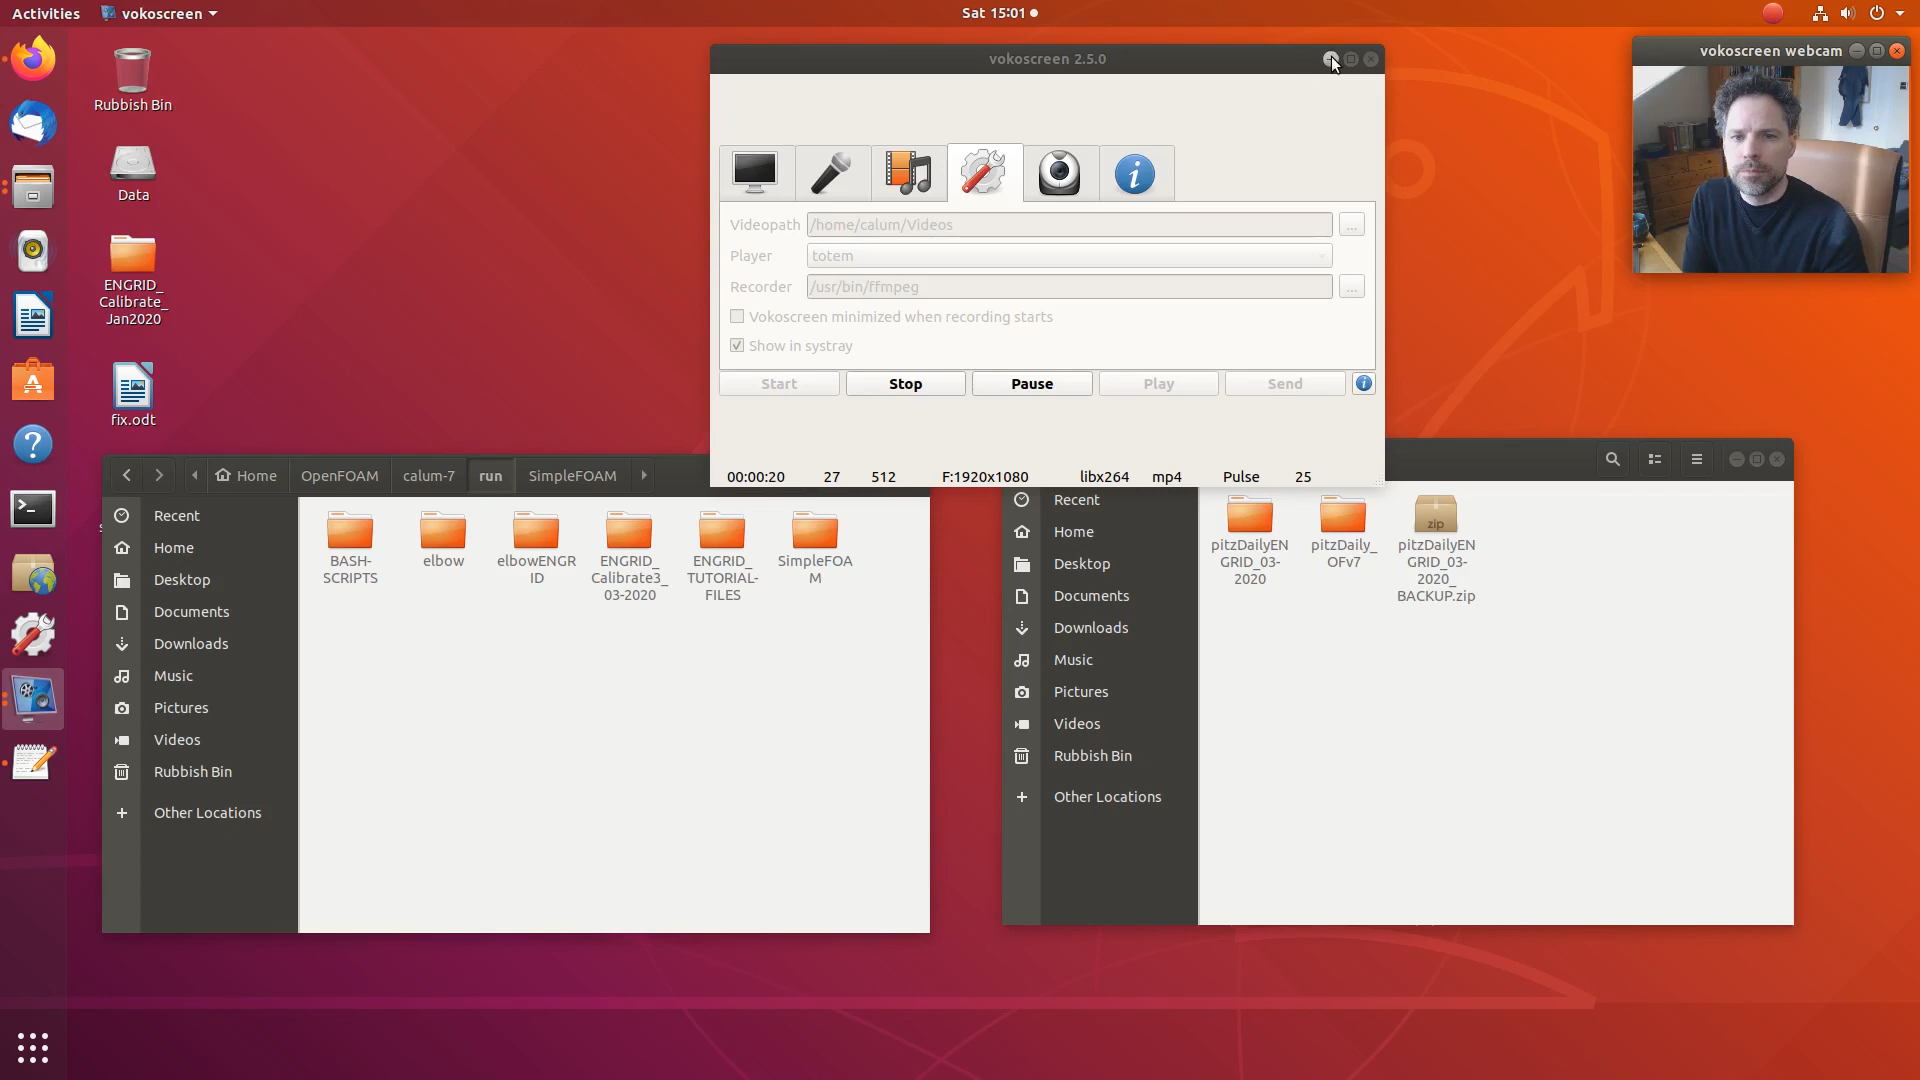 Activities
vokoscreen
Sat 15:01
vokoscreen webcam
Rubbish Bin
Data
ENGRID_
Calibrate_
Jan2020
fix.odt
vokoscreen 2.5.0
Videopath
/home/calum/Videos
...
Player
totem
Recorder
/usr/bin/ffmpeg
...
Vokoscreen minimized when recording starts
Show in systray
Start
Stop
Pause
Play
Send
00:00:20
27
512
F:1920x1080
libx264
mp4
Pulse
25
Home
OpenFOAM
calum-7
run
SimpleFOAM
Recent
Home
Desktop
Documents
Downloads
Music
Pictures
Videos
Rubbish Bin
Other Locations
BASH-
SCRIPTS
elbow
elbowENGR
ID
ENGRID_
Calibrate3_
03-2020
ENGRID_
TUTORIAL-
FILES
SimpleFOA
M
Recent
Home
Desktop
Documents
Downloads
Music
Pictures
Videos
Rubbish Bin
Other Locations
pitzDailyEN
GRID_03-
2020
pitzDaily_
OFv7
zip
pitzDailyEN
GRID_03-
2020_
BACKUP.zip